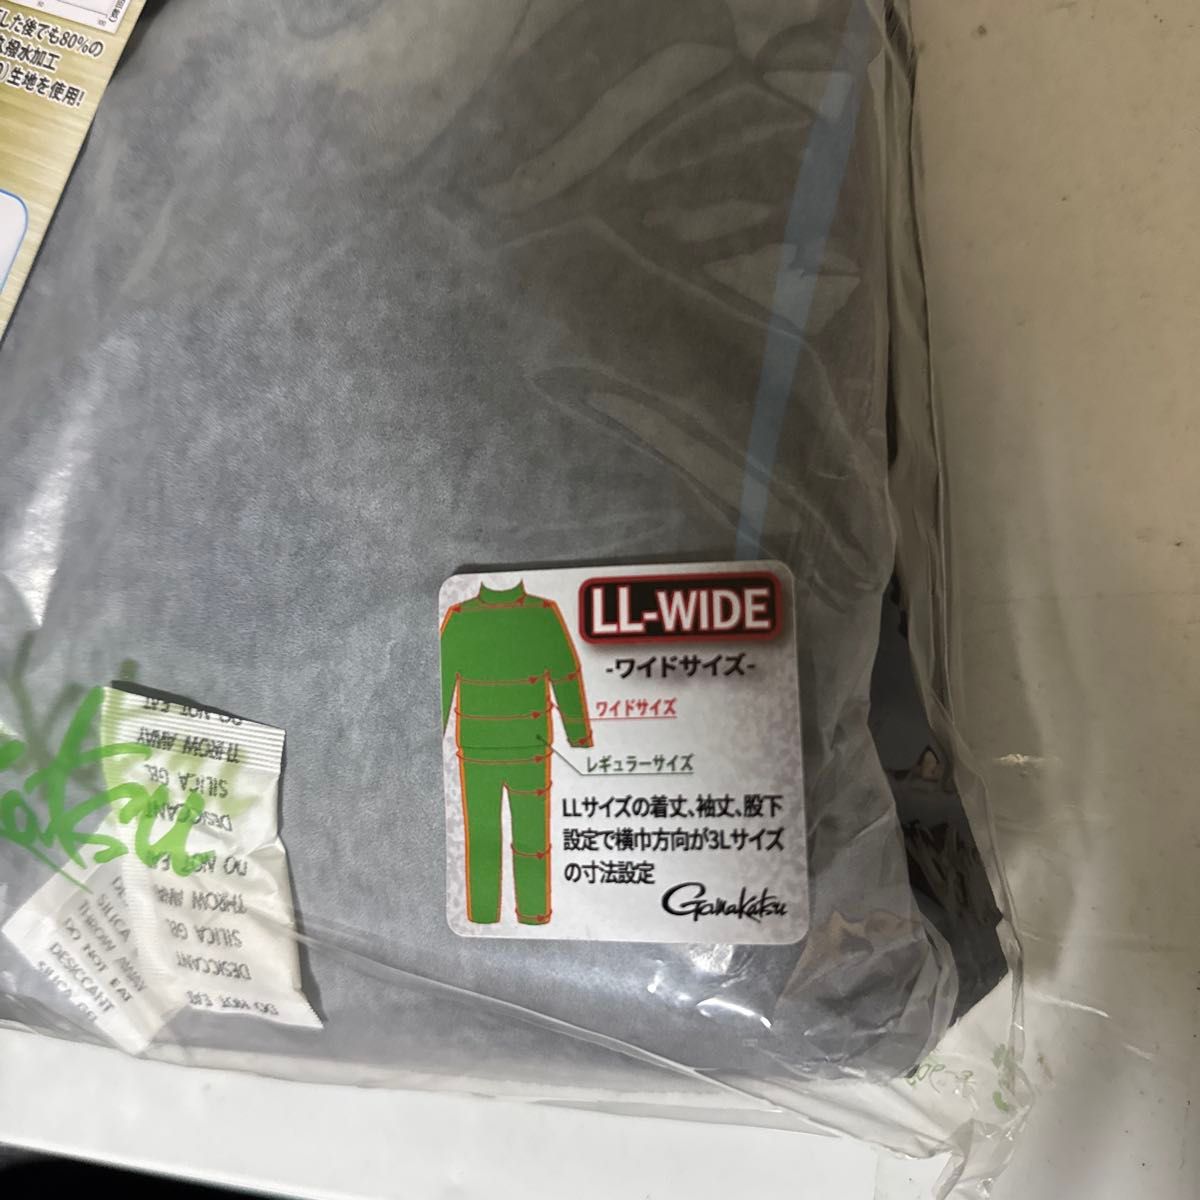 した後でも80%の
久撥水加工
生地を使用!
LL-WIDE
-ワイドサイズ-
ワイドサイズ
レギュラーサイズ
LLサイズの着丈、袖丈、股下
設定で横巾方向が3Lサイズ
の寸法設定
Gamakatsu
DO NOT EAT
THROW AWAY
SILICA GEL
DESICCANT
DO NOT EAT
THROW AWAY
SILICA GEL
DESICCANT
DO NOT EAT
SILICA
THROW AWAY
DO NOT EAT
DESICCANT
SILICA GEL